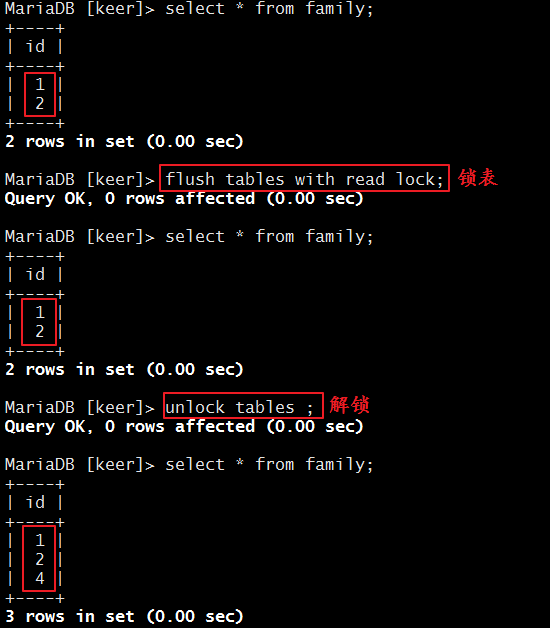 MariaDB [keer]> select * from family;
+----+
| id |
+----+
| 1 |
| 2 |
+----+
2 rows in set (0.00 sec)
MariaDB [keer]> flush tables with read lock; 锁表
Query OK, 0 rows affected (0.00 sec)
MariaDB [keer]> select * from family;
+----+
| id |
+----+
| 1 |
| 2 |
+----+
2 rows in set (0.00 sec)
MariaDB [keer]> unlock tables ; 解锁
Query OK, 0 rows affected (0.00 sec)
MariaDB [keer]> select * from family;
+----+
| id |
+----+
| 1 |
| 2 |
| 4 |
+----+
3 rows in set (0.00 sec)